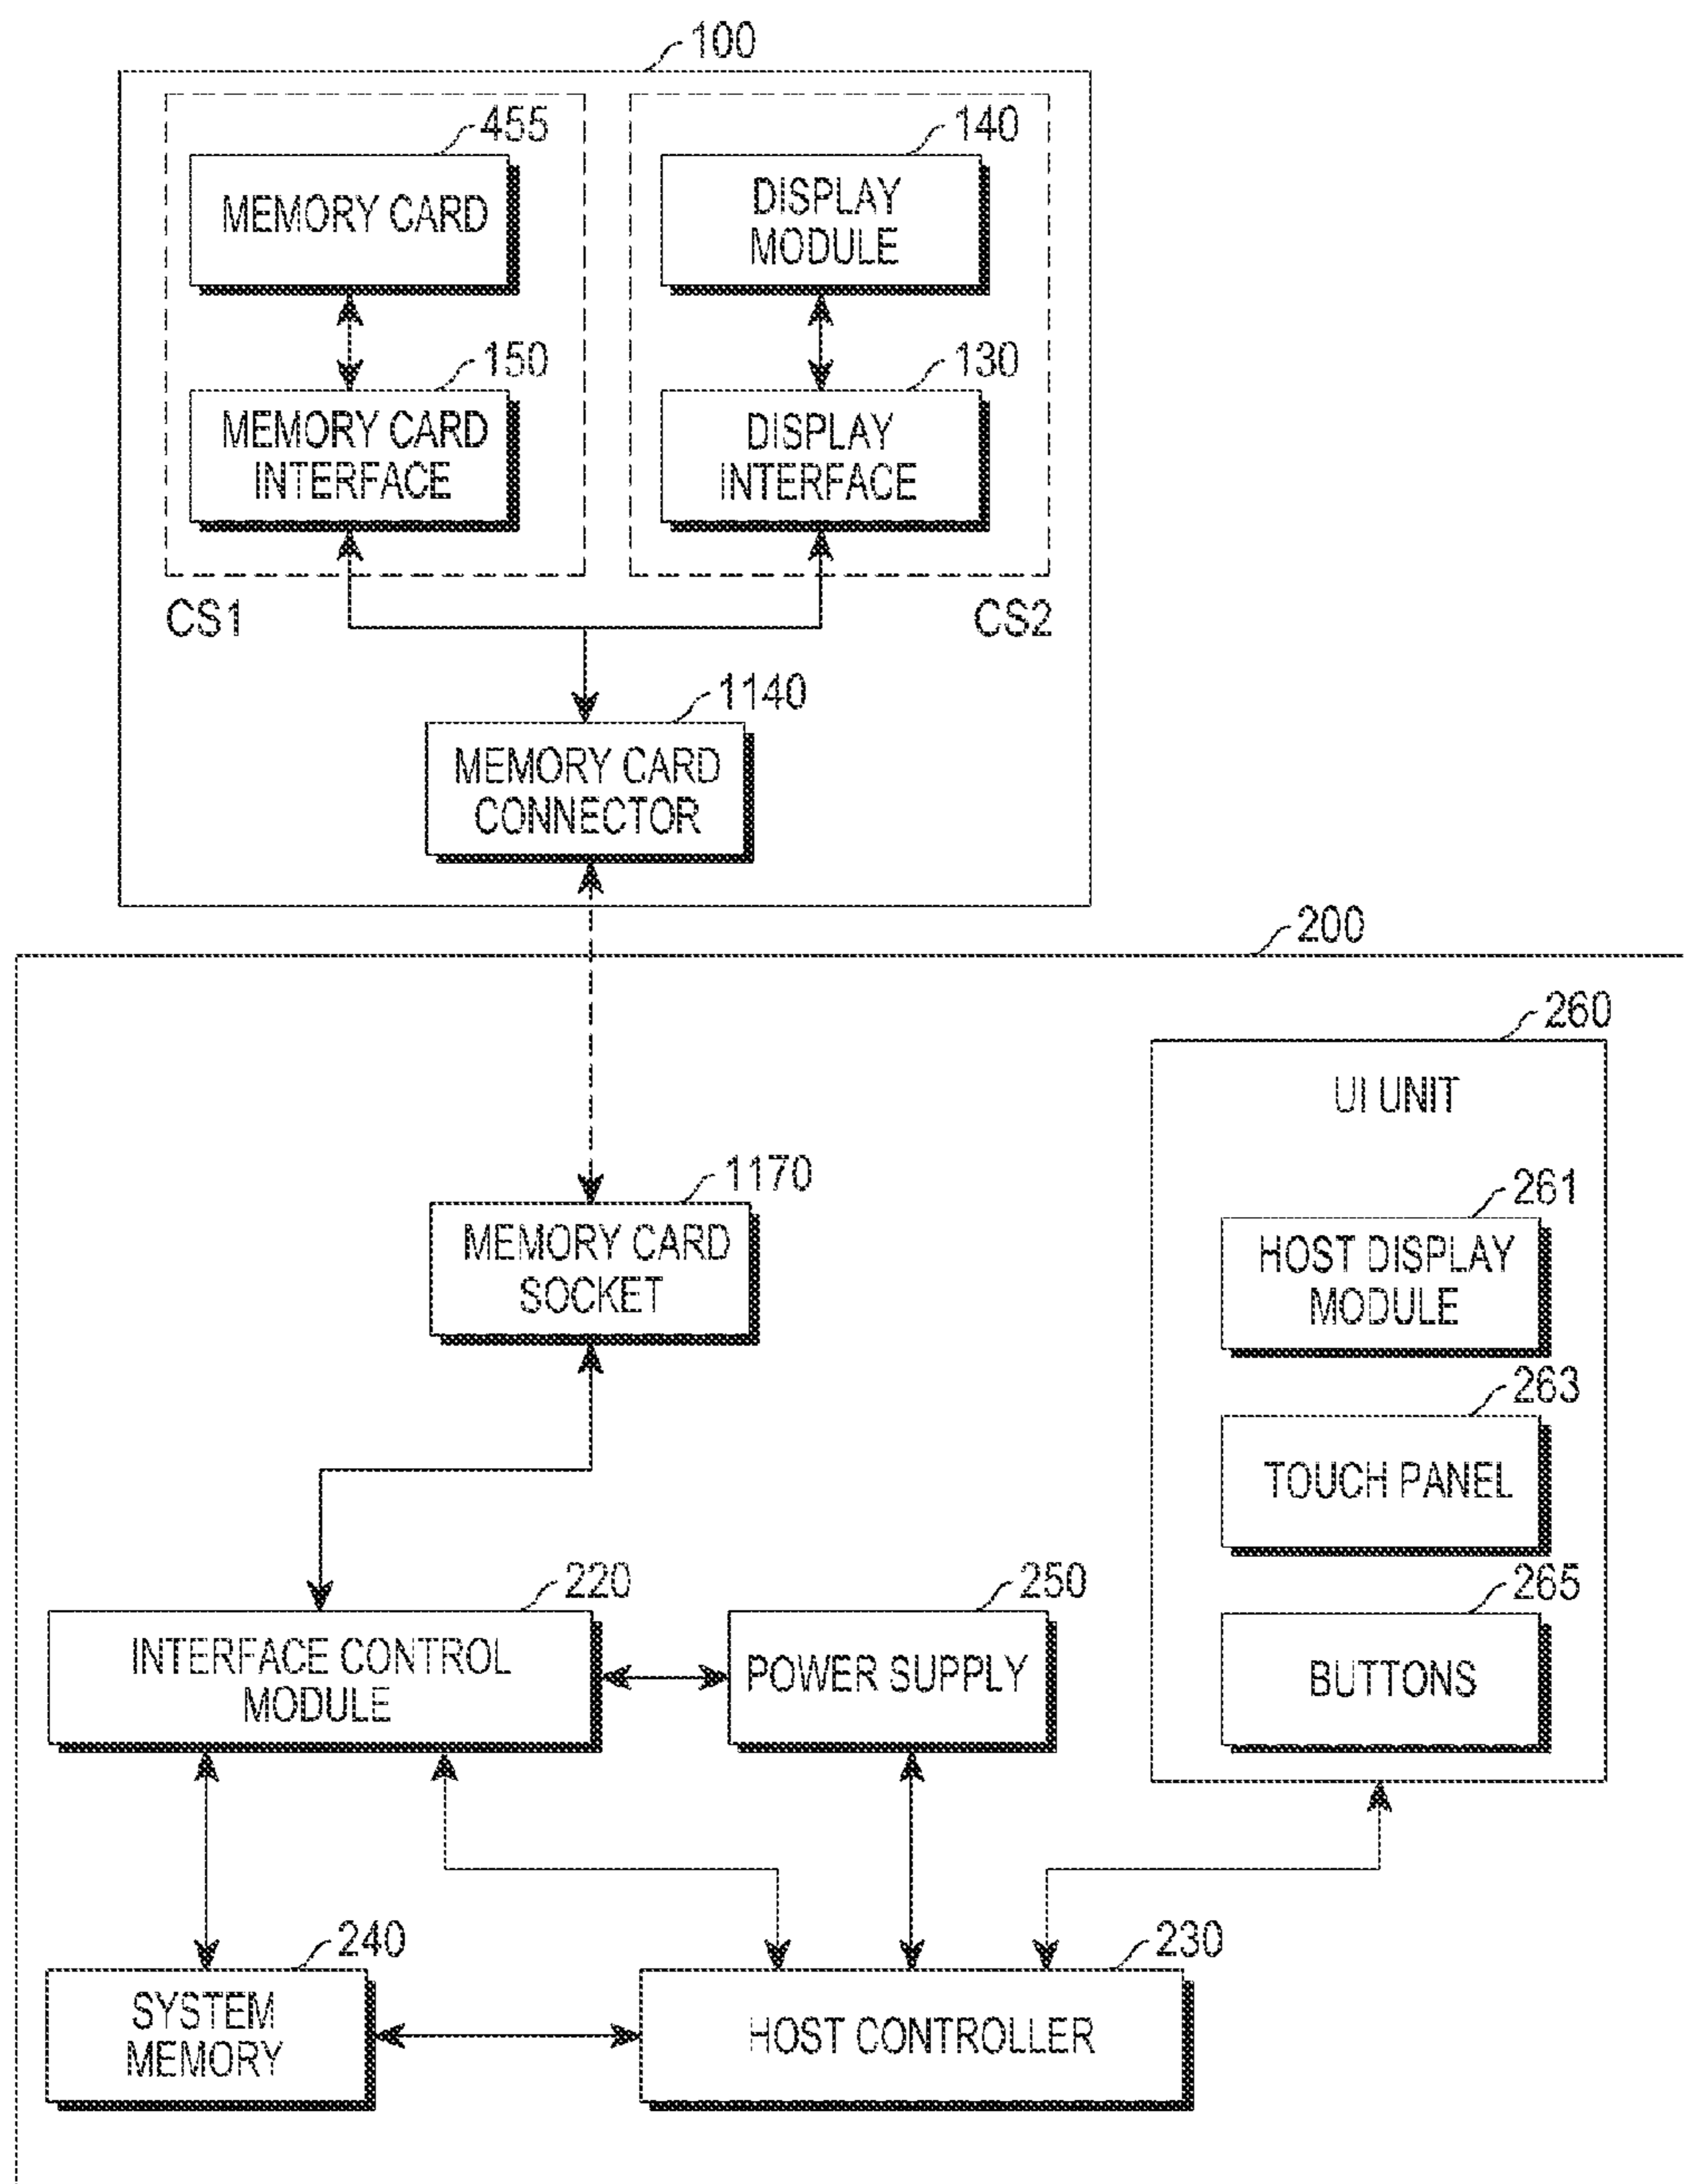 100
455
MEMORY CARD
140
DISPLAY
MODULE
150
MEMORY CARD
INTERFACE
130
DISPLAY
INTERFACE
CS1
CS2
1140
MEMORY CARD
CONNECTOR
200
260
UI UNIT
1170
MEMORY CARD
SOCKET
261
HOST DISPLAY
MODULE
263
TOUCH PANEL
220
INTERFACE CONTROL
MODULE
250
POWER SUPPLY
265
BUTTONS
240
SYSTEM
MEMORY
230
HOST CONTROLLER